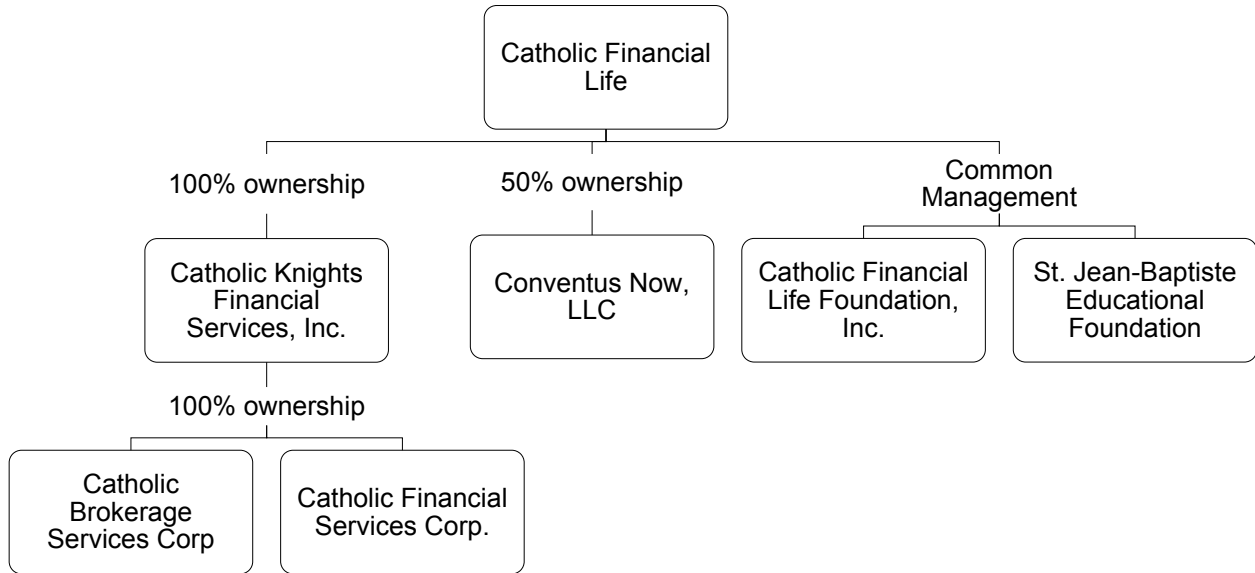 Catholic Financial
Life
100% ownership
50% ownership
Common
Management
Catholic Knights
Financial
Services, Inc.
Conventus Now,
LLC
Catholic Financial
Life Foundation,
Inc.
St. Jean-Baptiste
Educational
Foundation
100% ownership
Catholic
Brokerage
Services Corp
Catholic Financial
Services Corp.